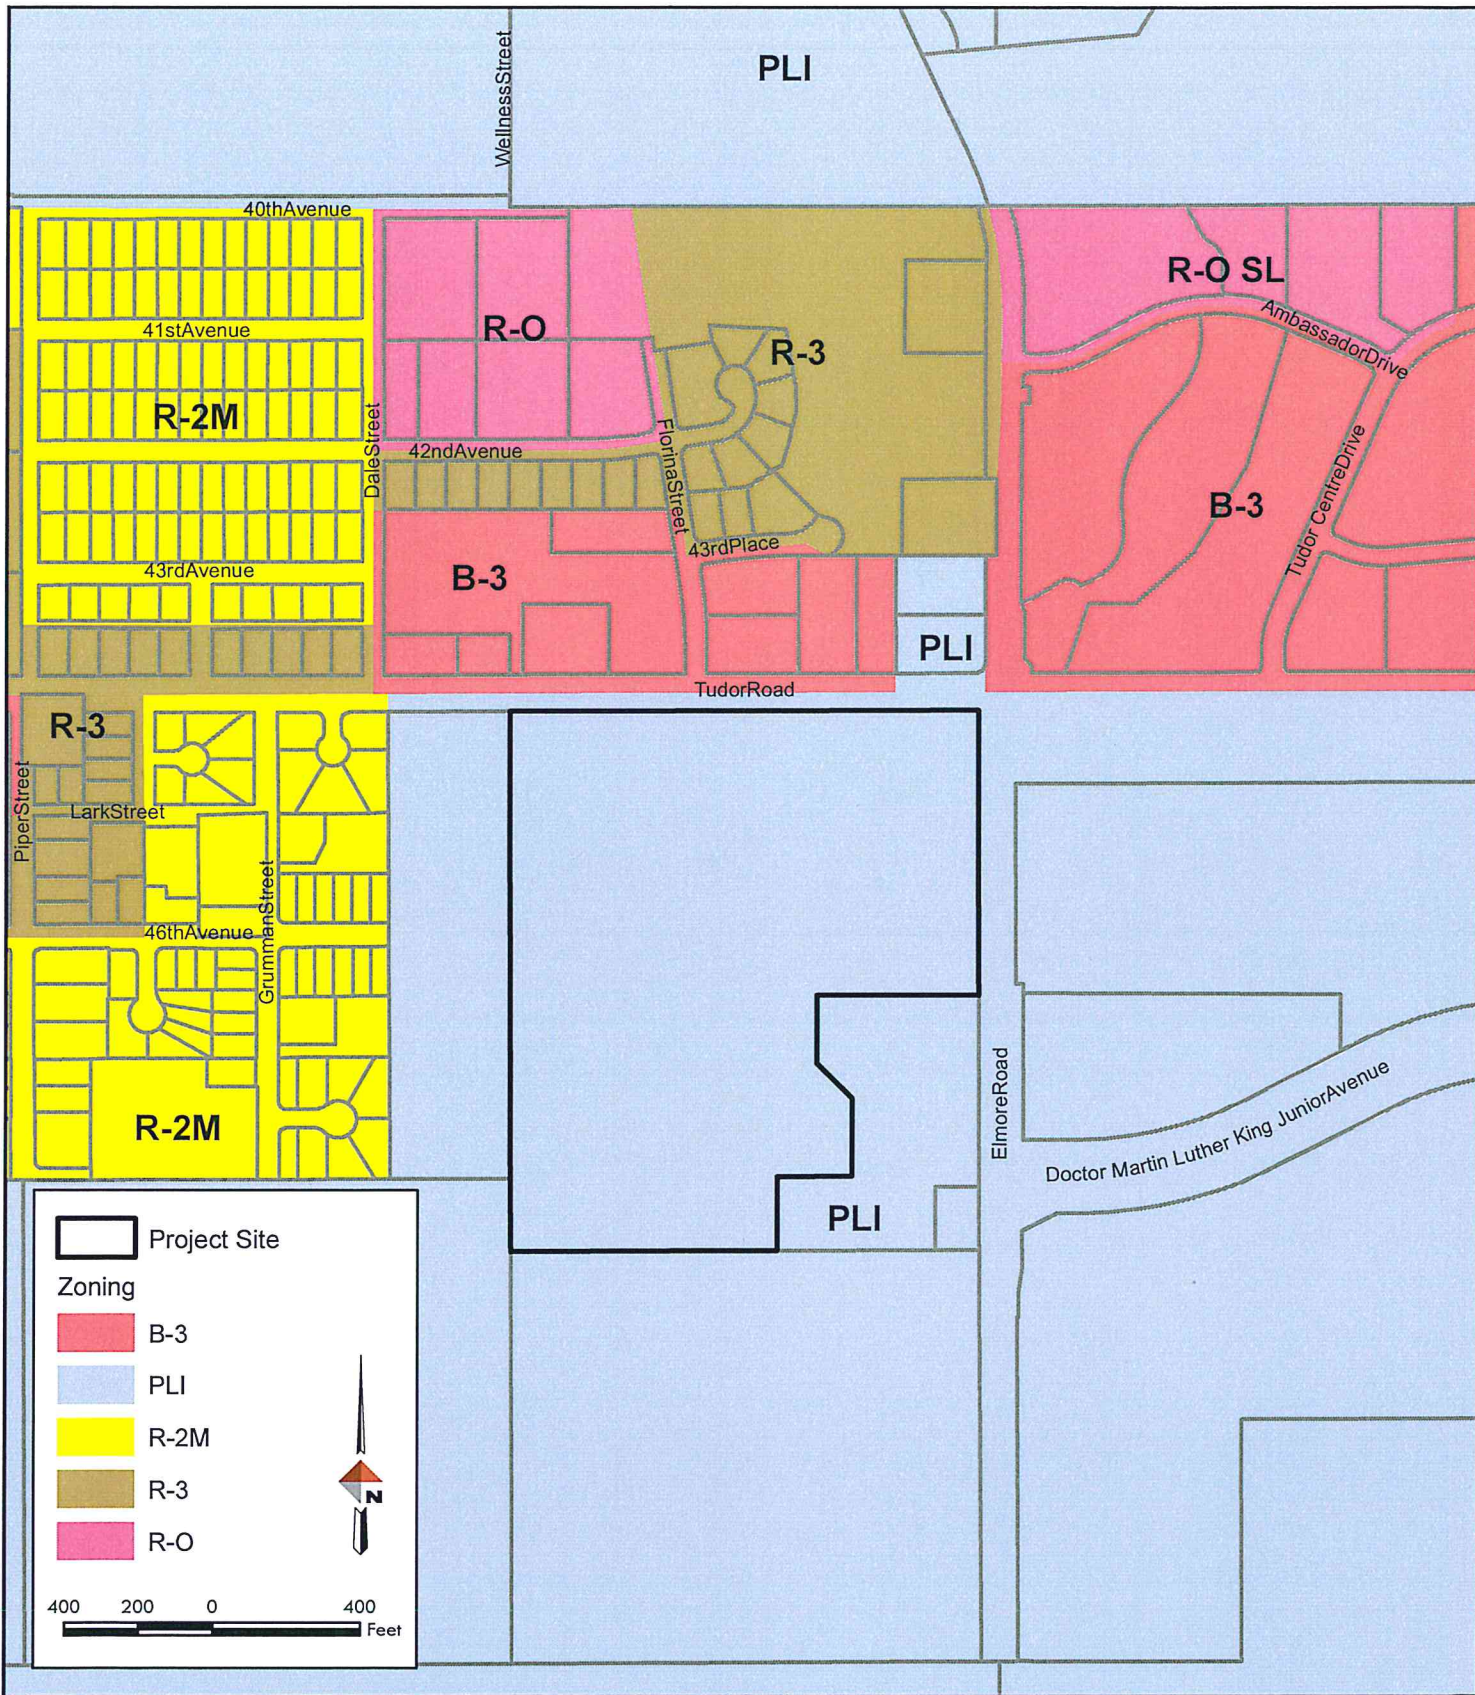 PLI
WellnessStreet
40thAvenue
R-O SL
41stAvenue
R-O
AmbassadorDrive
R-3
R-2M
DaleStreet
42ndAvenue
FlorinaStreet
Tudor CentreDrive
B-3
43rdPlace
43rdAvenue
B-3
PLI
TudorRoad
R-3
PiperStreet
LarkStreet
GrummanStreet
46thAvenue
ElmoreRoad
Doctor Martin Luther King JuniorAvenue
R-2M
PLI
Project Site
Zoning
B-3
PLI
R-2M
R-3
N
R-O
400 200 0 400
Feet